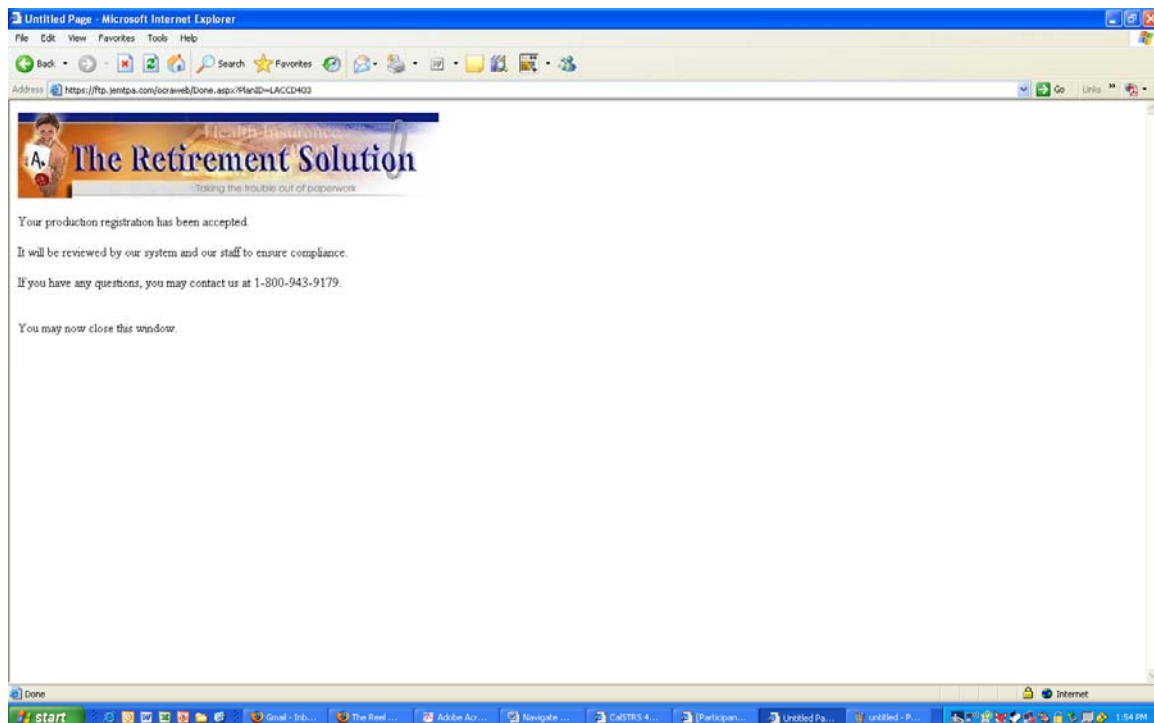 Untitled Page - Microsoft Internet Explorer
File Edit View Favorites Tools Help
Back Search Favorites
Address https://ftp.jemtpa.com/ocraweb/Done.aspx?PlanID=LACCD403 Go Links »
Health Insurance
A+ The Retirement Solution
Taking the trouble out of paperwork
Your production registration has been accepted.
It will be reviewed by our system and our staff to ensure compliance.
If you have any questions, you may contact us at 1-800-943-9179.
You may now close this window.
Done Internet
start Gmail - Inb... The Reel ... Adobe Acr... Navigate ... CalSTRS 4... [Participan... Untitled Pa... untitled - P... 1:54 PM